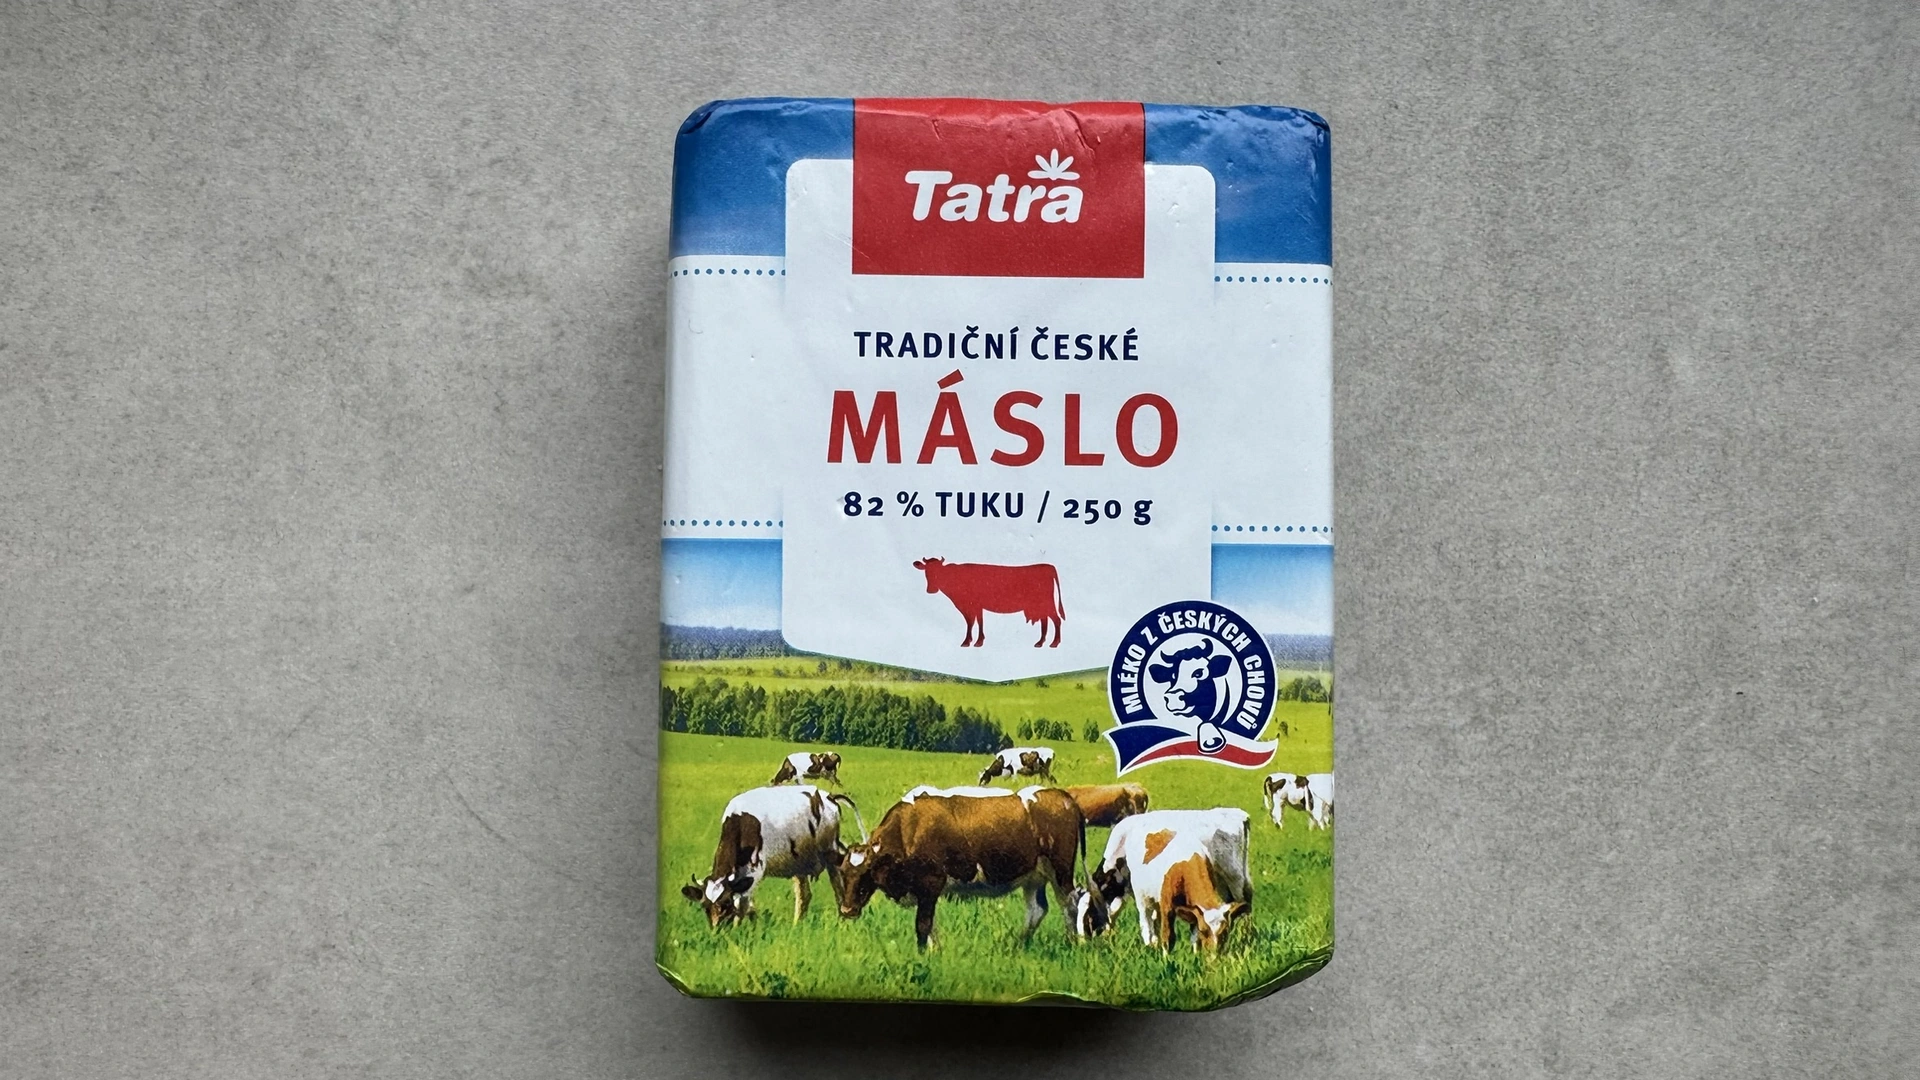 Tatra
TRADIČNÍ ČESKÉ
MÁSLO
82 % TUKU / 250 g
MLÉKO Z ČESKÝCH CHOVŮ